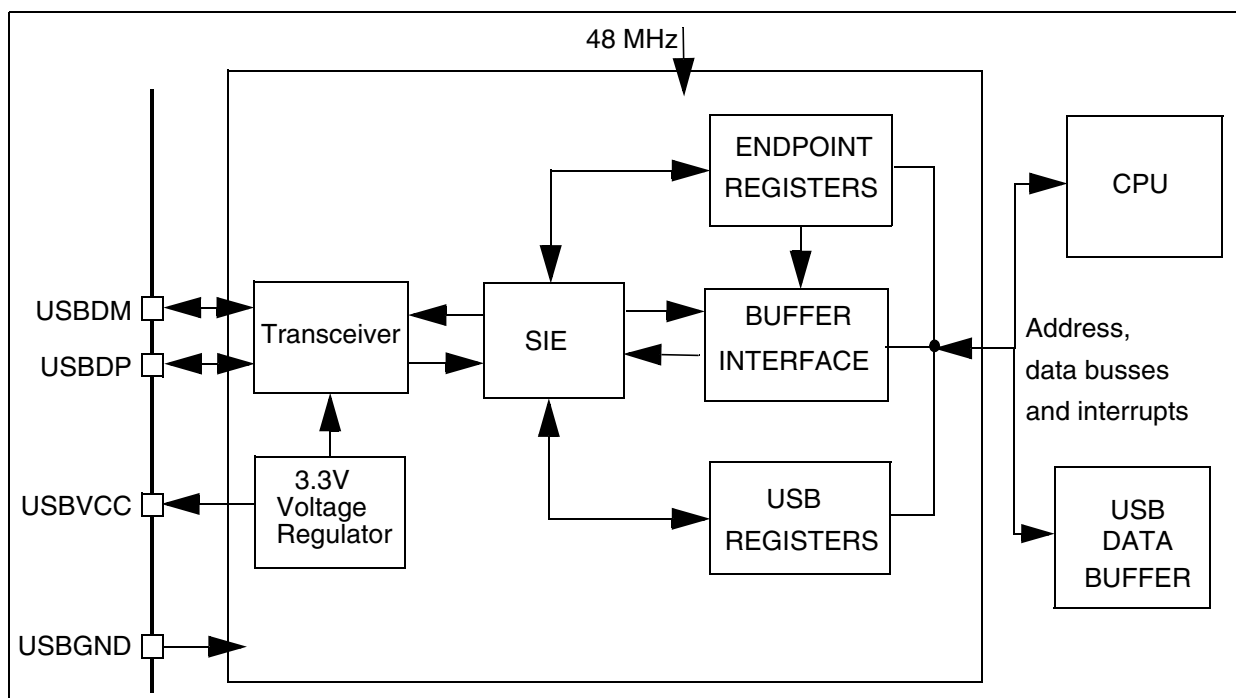 48 MHz
ENDPOINT
REGISTERS
CPU
USBDM
USBDP
Transceiver
SIE
BUFFER
INTERFACE
Address,
data busses
and interrupts
USBVCC
3.3V
Voltage
Regulator
USB
REGISTERS
USB
DATA
BUFFER
USBGND